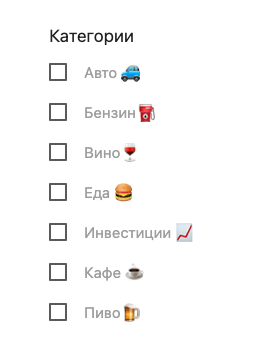 Категории
Авто 🚙
Бензин ⛽
Вино 🍷
Еда 🍔
Инвестиции 📈
Кафе ☕
Пиво 🍺